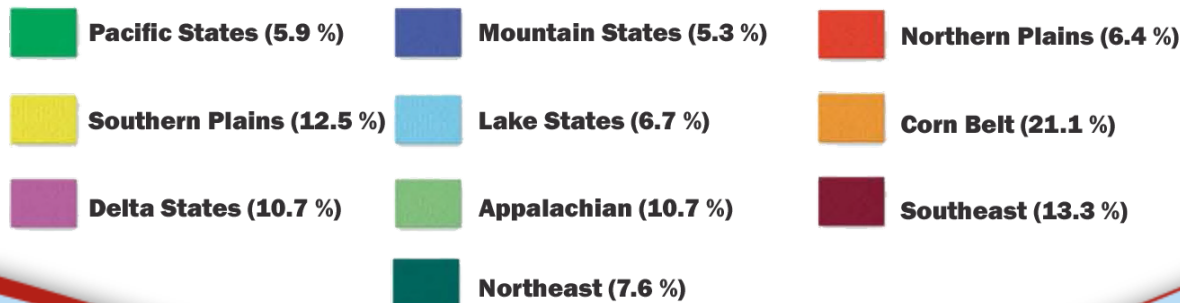 Pacific States (5.9 %)
Mountain States (5.3 %)
Northern Plains (6.4 %)
Southern Plains (12.5 %)
Lake States (6.7 %)
Corn Belt (21.1 %)
Delta States (10.7 %)
Appalachian (10.7 %)
Southeast (13.3 %)
Northeast (7.6 %)